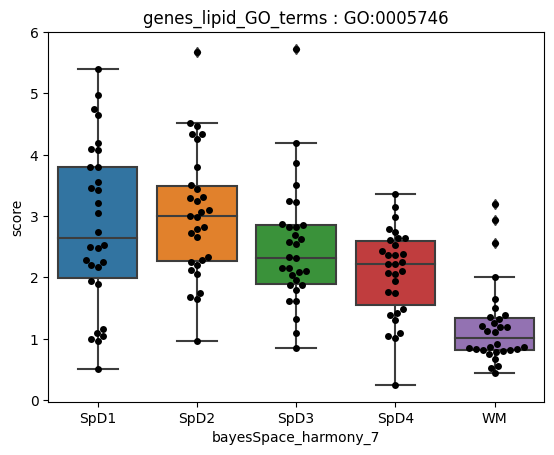 genes_lipid_GO_terms : GO:0005746
6
5
4
3
2
1
0
score
SpD1 SpD2 SpD3 SpD4 WM
bayesSpace_harmony_7